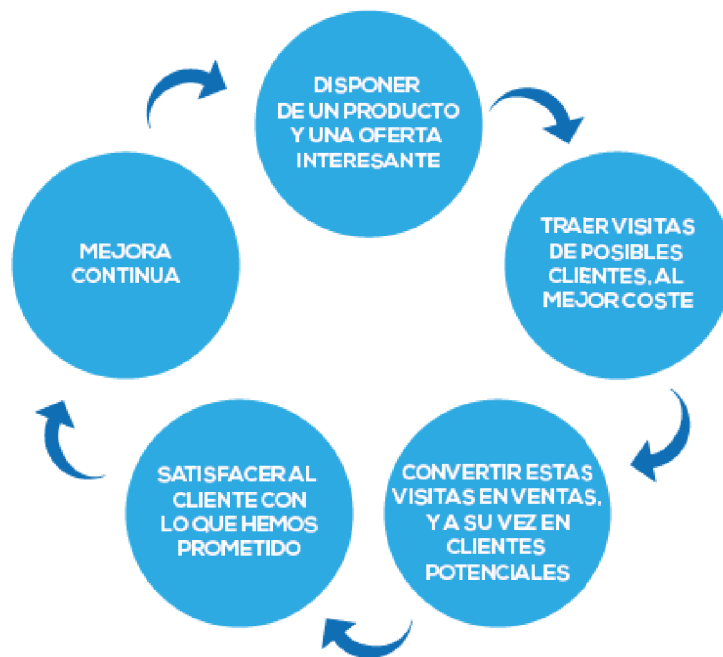 DISPONER
DE UN PRODUCTO
Y UNA OFERTA
INTERESANTE
TRAER VISITAS
DE POSIBLES
CLIENTES, AL
MEJOR COSTE
CONVERTIR ESTAS
VISITAS EN VENTAS,
Y A SU VEZ EN
CLIENTES
POTENCIALES
SATISFACER AL
CLIENTE CON
LO QUE HEMOS
PROMETIDO
MEJORA
CONTINUA